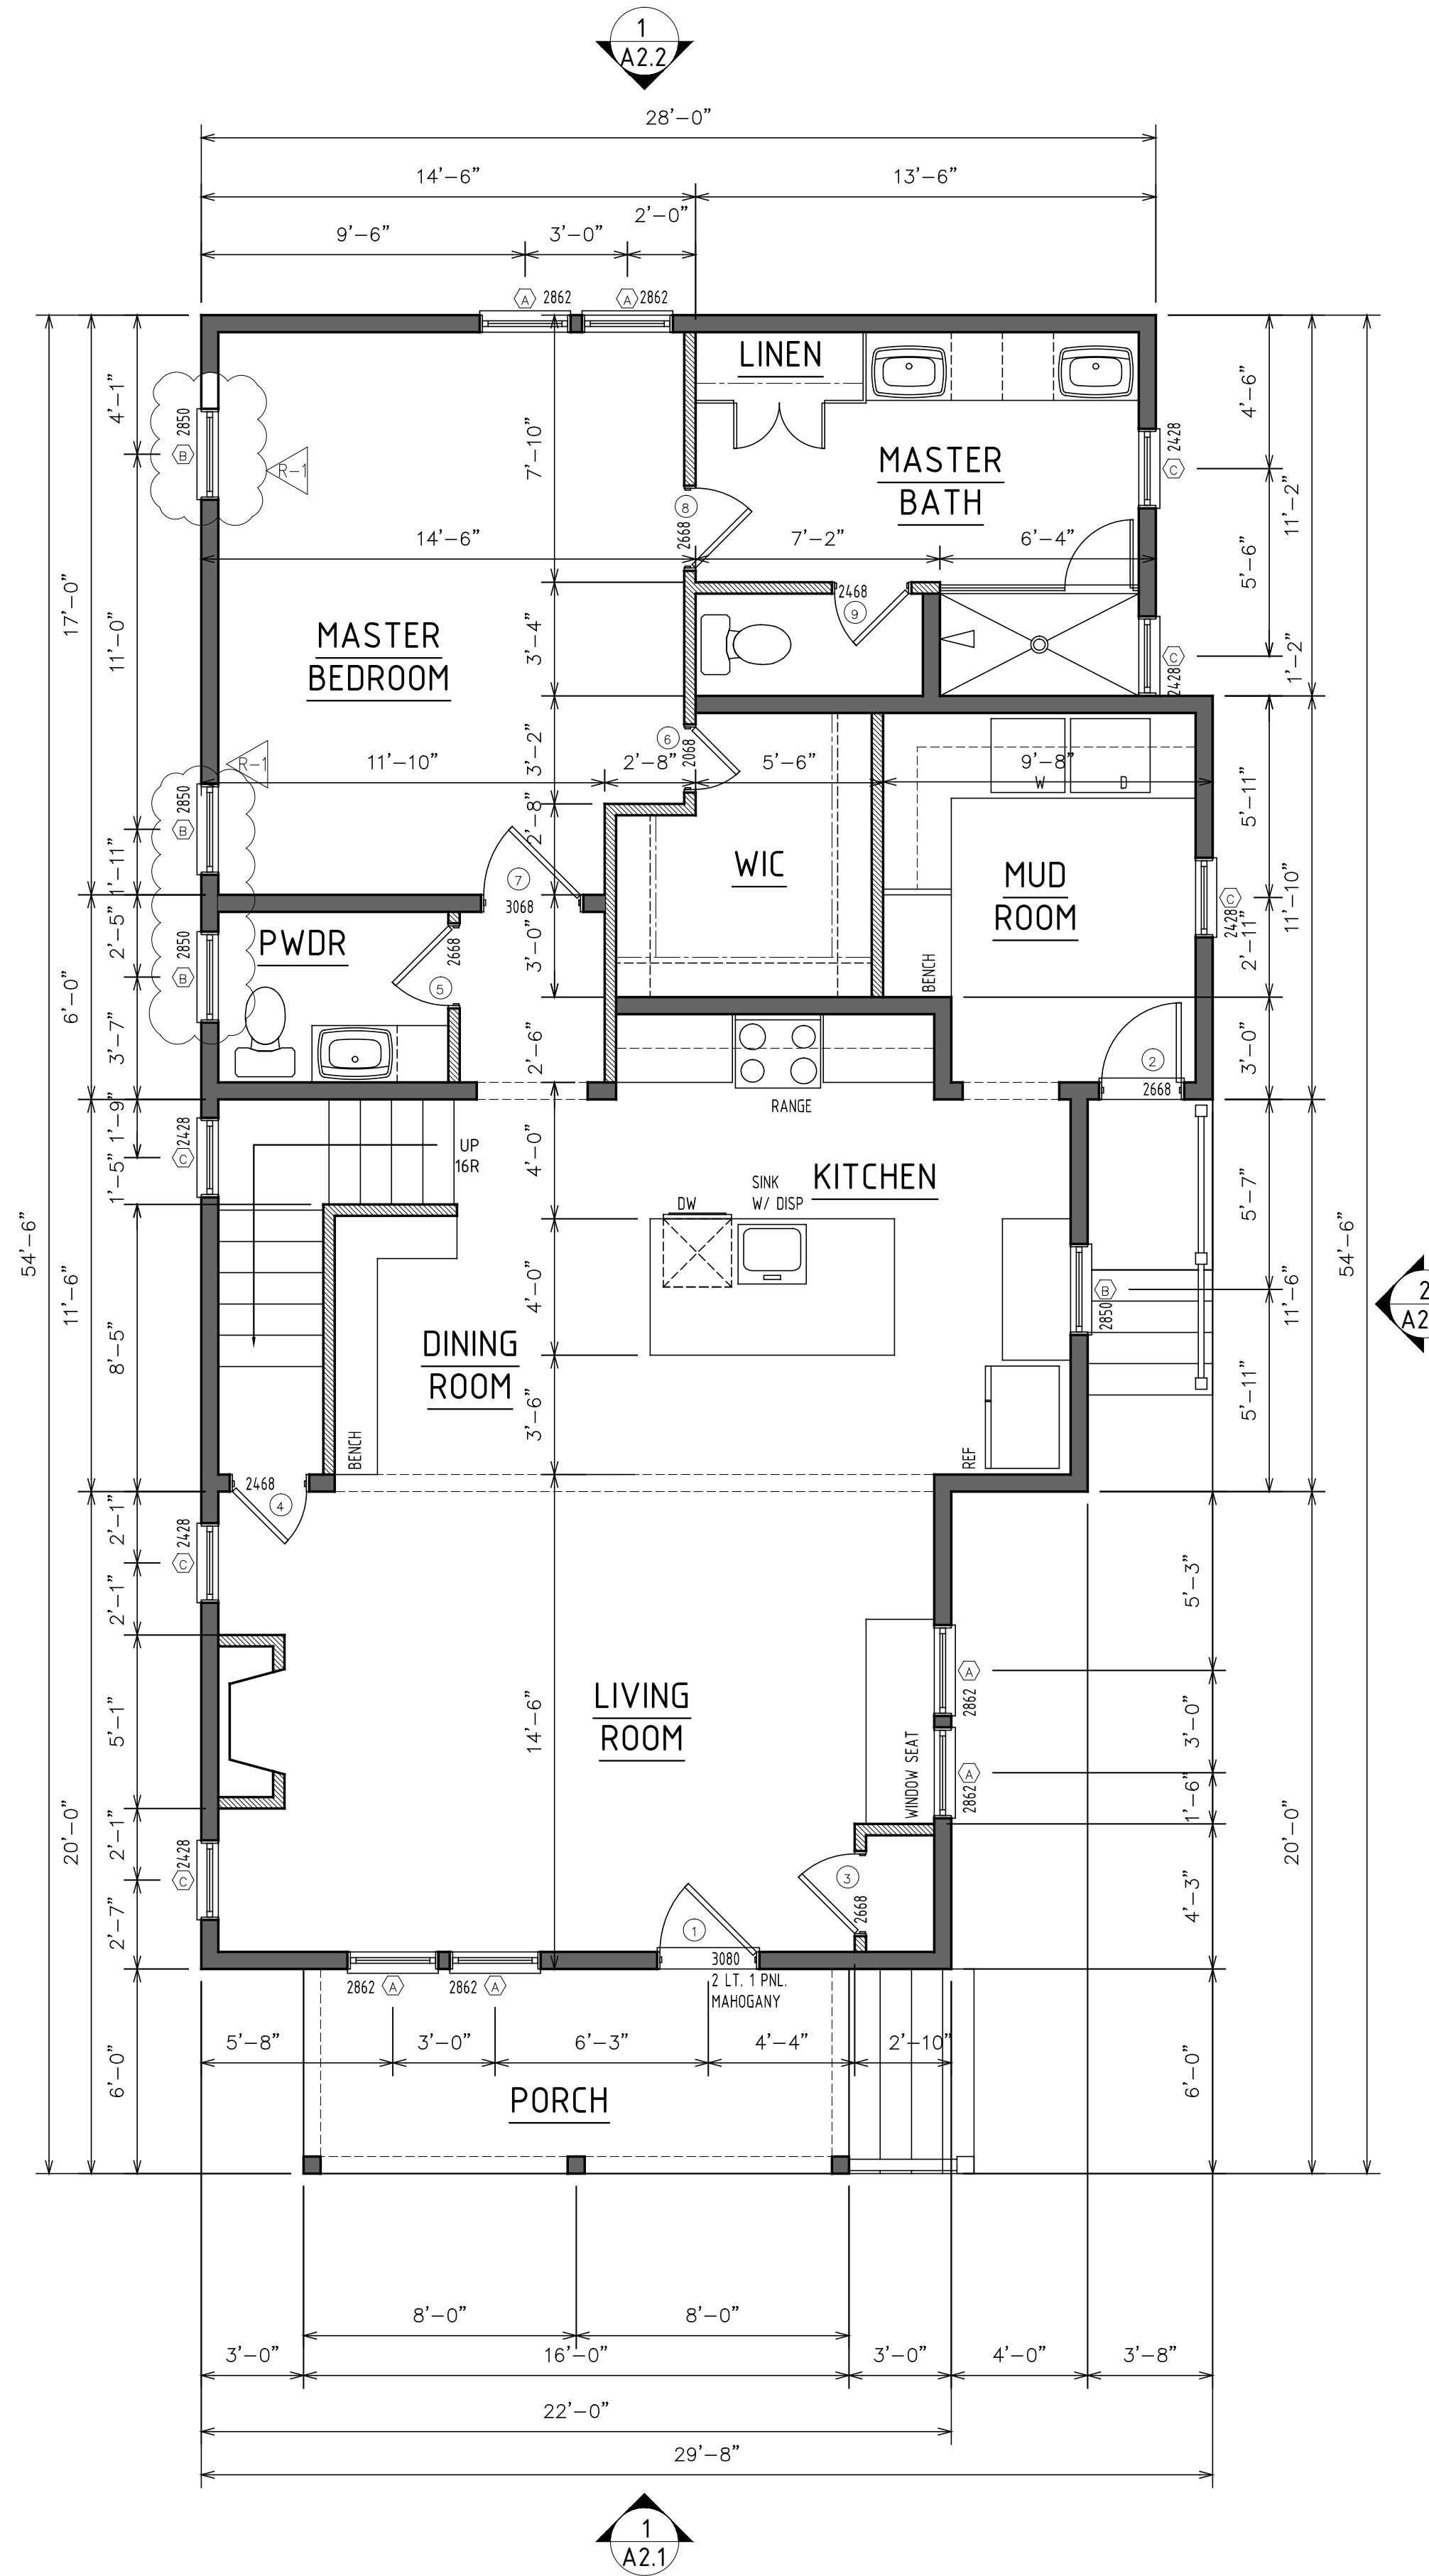 1
A2.2
28'-0"
14'-6"
13'-6"
9'-6"
3'-0"
2'-0"
A 2862
A 2862
LINEN
4'-1"
2850
B
R-1
7'-10"
4'-6"
2428
C
11'-2"
MASTER
BATH
8
2668
14'-6"
7'-2"
6'-4"
5'-6"
17'-0"
11'-0"
2468
9
MASTER
BEDROOM
3'-4"
C
2428
1'-2"
6
2068
3'-2"
R-1
11'-10"
2'-8"
5'-6"
9'-8"
W
D
2850
B
2'-8"
5'-11"
1'-11"
WIC
MUD
ROOM
7
3068
C
2428
11'-10"
2'-5"
2850
B
PWDR
2668
5
3'-0"
BENCH
2'-11"
6'-0"
3'-7"
2'-6"
3'-0"
2
2668
RANGE
1'-9"
2428
C
1'-5"
UP
16R
4'-0"
KITCHEN
SINK
W/ DISP
DW
5'-7"
54'-6"
54'-6"
11'-6"
4'-0"
B
2850
11'-6"
2
8'-5"
DINING
ROOM
3'-6"
5'-11"
BENCH
REF
2468
4
2'-1"
2428
C
2'-1"
5'-3"
A
2862
5'-1"
LIVING
ROOM
14'-6"
3'-0"
WINDOW SEAT
A
2862
1'-6"
20'-0"
20'-0"
2'-1"
2428
C
3
2668
4'-3"
2'-7"
1
3080
2 LT. 1 PNL.
MAHOGANY
2862 A
2862 A
5'-8"
3'-0"
6'-3"
4'-4"
2'-10"
6'-0"
6'-0"
PORCH
8'-0"
8'-0"
3'-0"
16'-0"
3'-0"
4'-0"
3'-8"
22'-0"
29'-8"
1
A2.1